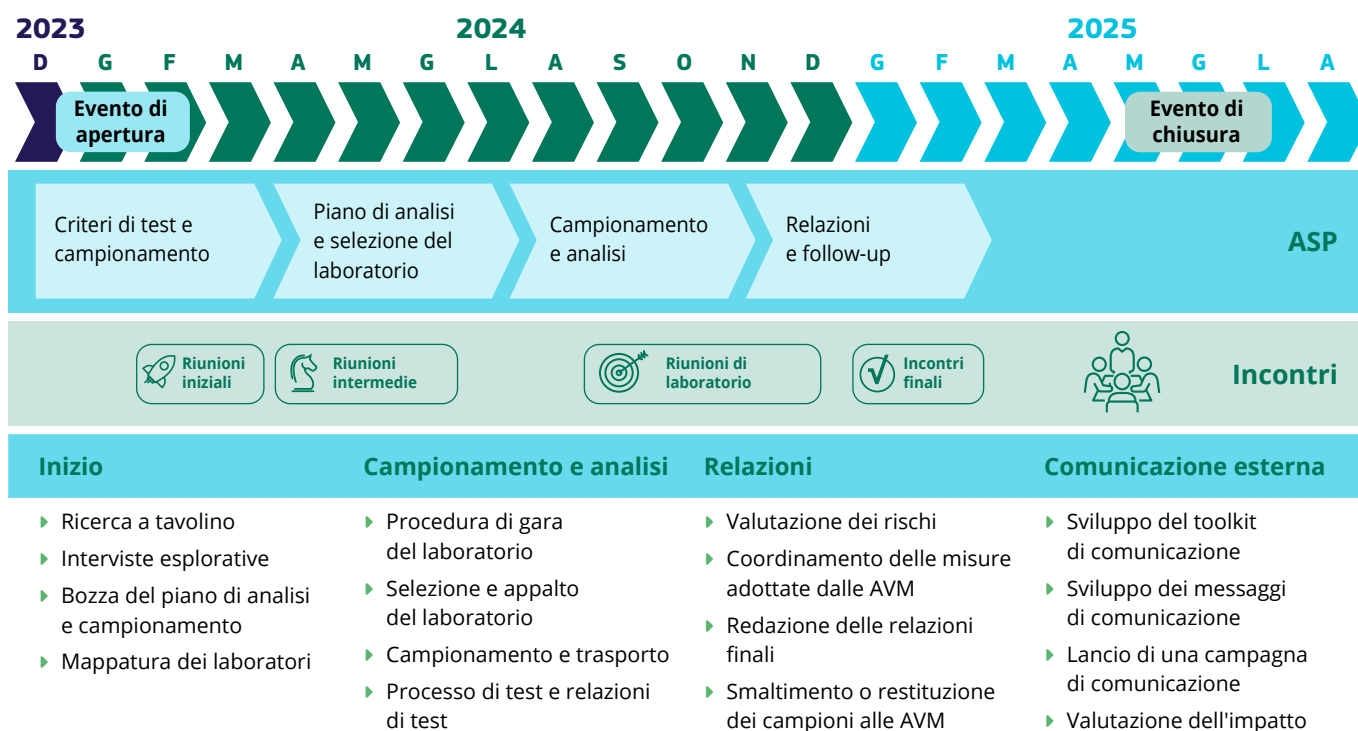 2023
2024
2025
D G F M A M G L A S O N D G F M A M G L A
Evento di
apertura
Evento di
chiusura
Criteri di test e
campionamento
Piano di analisi
e selezione del
laboratorio
Campionamento
e analisi
Relazioni
e follow-up
ASP
Riunioni
iniziali
Riunioni
intermedie
Riunioni di
laboratorio
Incontri
finali
Incontri
Inizio
Ricerca a tavolino
Interviste esplorative
Bozza del piano di analisi
e campionamento
Mappatura dei laboratori
Campionamento e analisi
Procedura di gara
del laboratorio
Selezione e appalto
del laboratorio
Campionamento e trasporto
Processo di test e relazioni
di test
Relazioni
Valutazione dei rischi
Coordinamento delle misure
adottate dalle AVM
Redazione delle relazioni
finali
Smaltimento o restituzione
dei campioni alle AVM
Comunicazione esterna
Sviluppo del toolkit
di comunicazione
Sviluppo dei messaggi
di comunicazione
Lancio di una campagna
di comunicazione
Valutazione dell'impatto